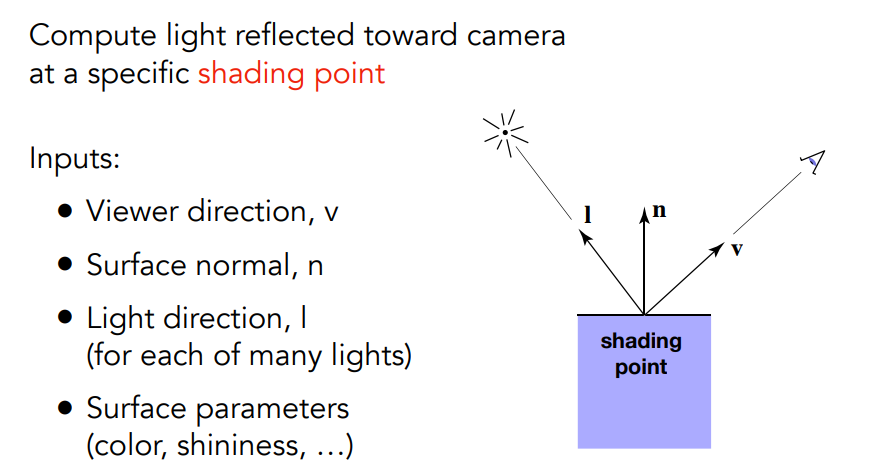 Compute light reflected toward camera
at a specific shading point
Inputs:
● Viewer direction, v
● Surface normal, n
● Light direction, l
(for each of many lights)
● Surface parameters
(color, shininess, …)
l
n
v
shading
point